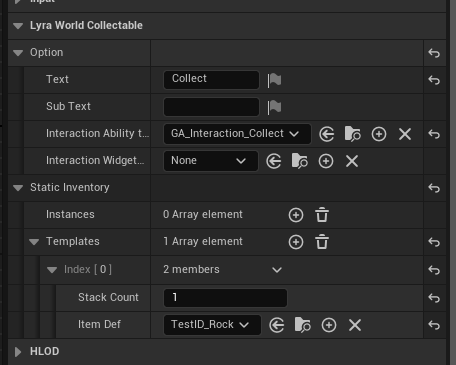 Input
Lyra World Collectable
Option
Text Collect
Sub Text
Interaction Ability t... GA_Interaction_Collect
Interaction Widget... None
Static Inventory
Instances 0 Array element
Templates 1 Array element
Index [ 0 ] 2 members
Stack Count 1
Item Def TestID_Rock
HLOD